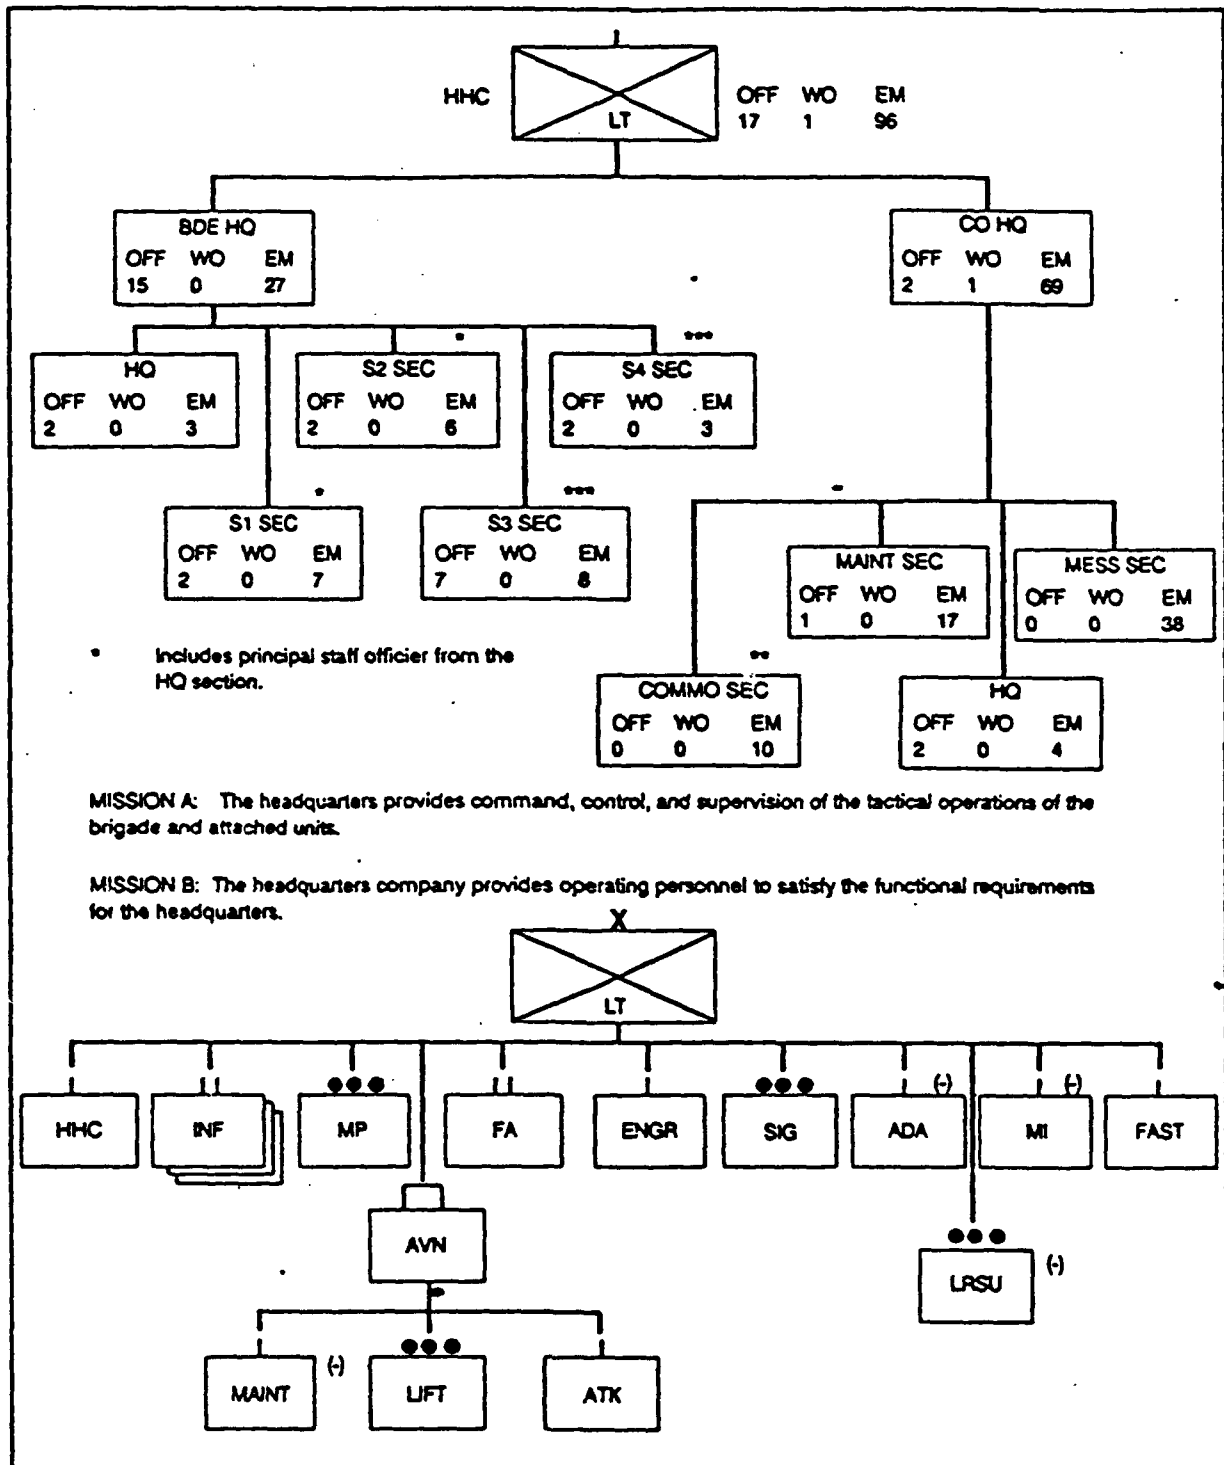 HHC
LT
OFF WO EM
17 1 96
BDE HQ
OFF WO EM
15 0 27
CO HQ
OFF WO EM
2 1 69
*
***
HQ
OFF WO EM
2 0 3
S2 SEC
OFF WO EM
2 0 6
S4 SEC
OFF WO EM
2 0 3
*
***
S1 SEC
OFF WO EM
2 0 7
S3 SEC
OFF WO EM
7 0 8
MAINT SEC
OFF WO EM
1 0 17
MESS SEC
OFF WO EM
0 0 38
* Includes principal staff officier from the
HQ section.
**
COMMO SEC
OFF WO EM
0 0 10
HQ
OFF WO EM
2 0 4
MISSION A: The headquarters provides command, control, and supervision of the tactical operations of the
brigade and attached units.
MISSION B: The headquarters company provides operating personnel to satisfy the functional requirements
for the headquarters.
X
LT
(-) (-)
HHC INF MP FA ENGR SIG ADA MI FAST
AVN
LRSU (-)
MAINT (-) LIFT ATK